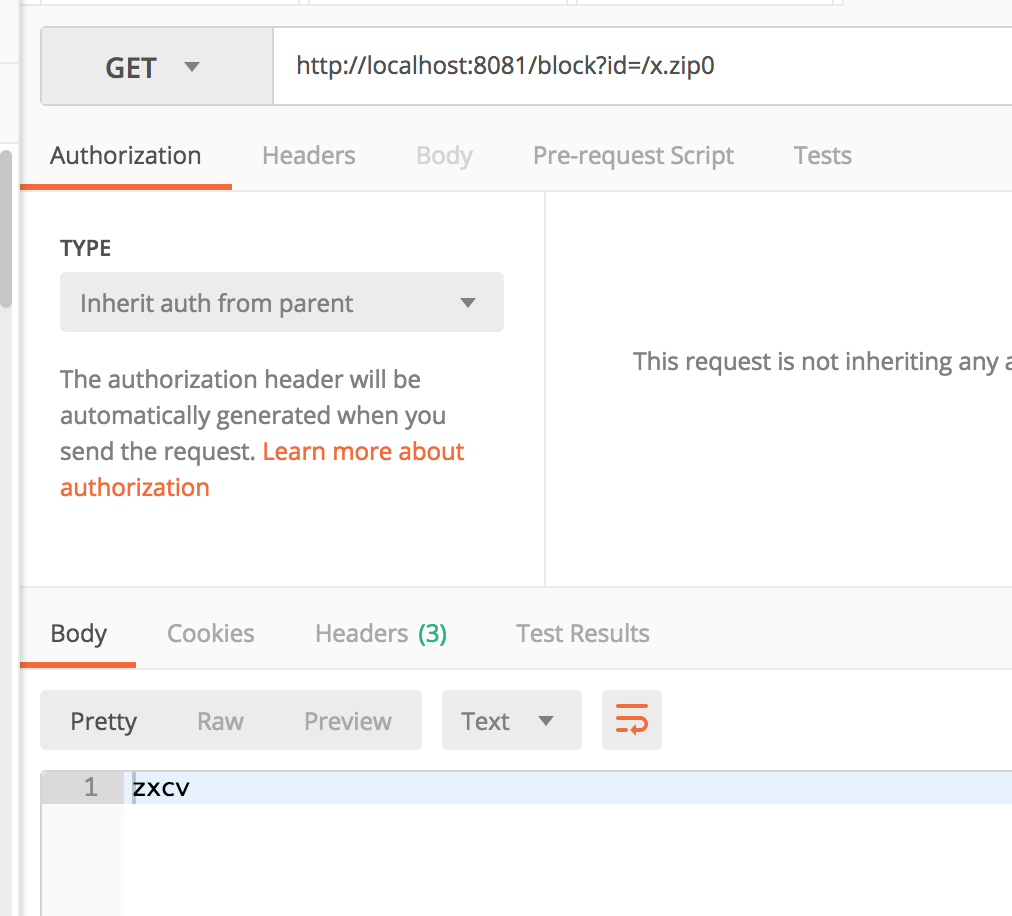 GET http://localhost:8081/block?id=/x.zip0
Authorization Headers Body Pre-request Script Tests
TYPE
Inherit auth from parent
This request is not inheriting any a
The authorization header will be
automatically generated when you
send the request. Learn more about
authorization
Body Cookies Headers (3) Test Results
Pretty Raw Preview Text
1 zxcv